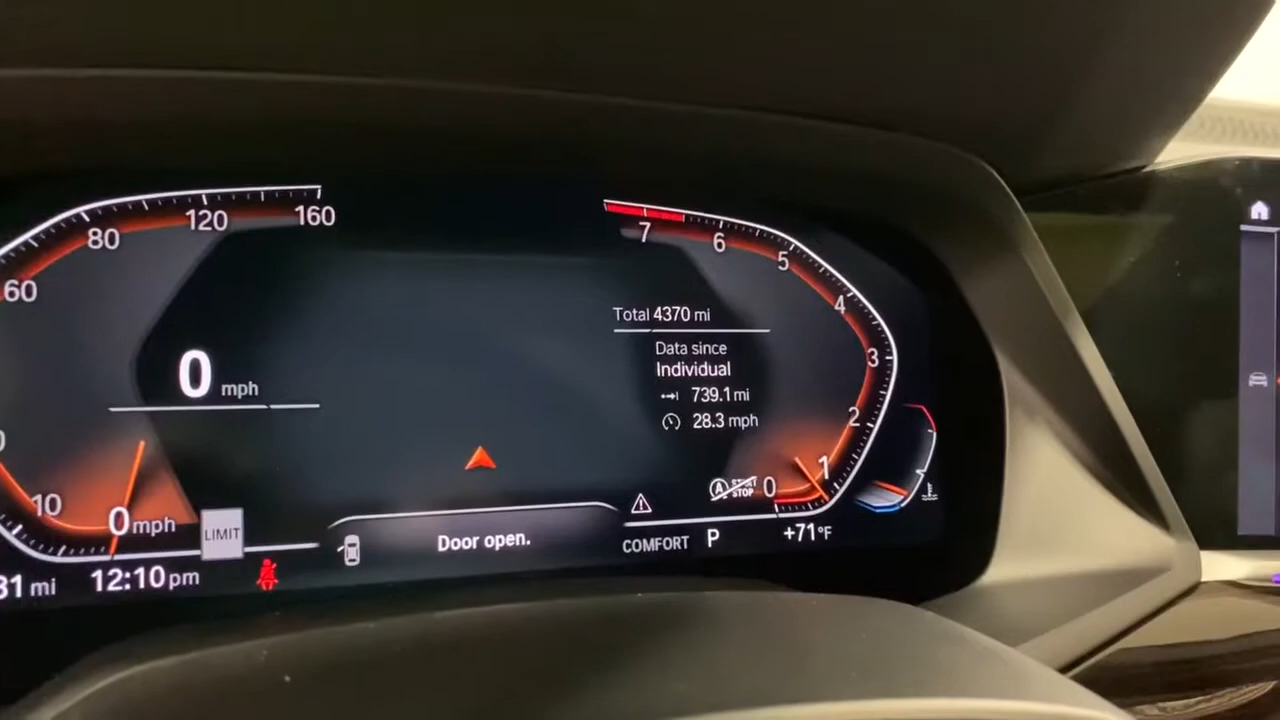 160
120
80
60
10
0 mph
0 mph
LIMIT
31 mi
12:10 pm
Door open.
7
6
5
4
3
2
1
0
Total 4370 mi
Data since
Individual
739.1 mi
28.3 mph
A START STOP
COMFORT P
+71°F